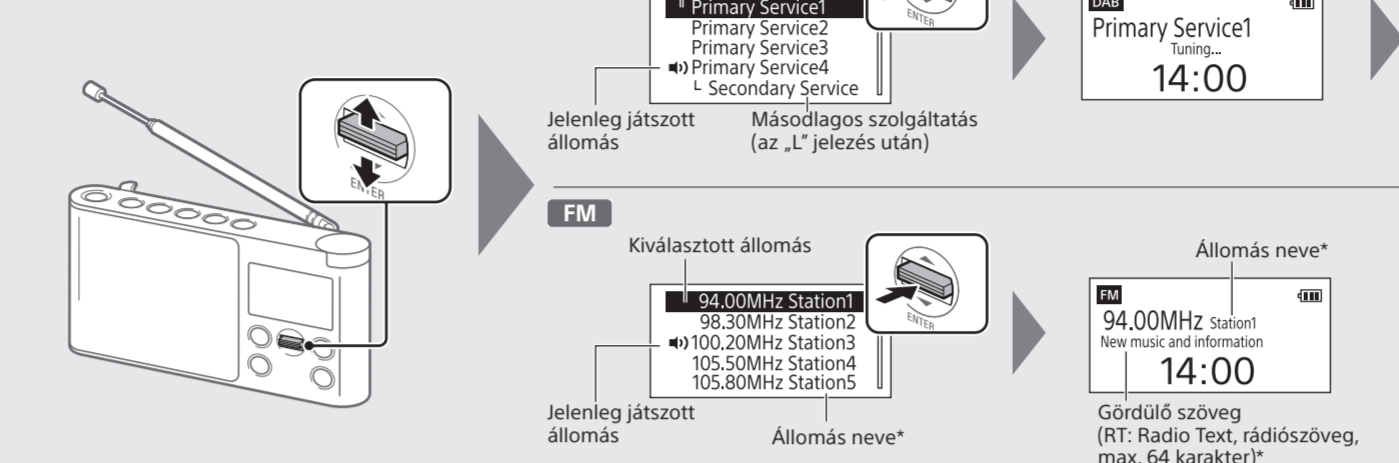 Primary Service1
Primary Service2
Primary Service3
Primary Service4
└ Secondary Service
ENTER
DAB
Primary Service1
Tuning...
14:00
Jelenleg játszott
állomás
Másodlagos szolgáltatás
(az „L” jelezés után)
ENTER
FM
Kiválasztott állomás
94.00MHz Station1
98.30MHz Station2
100.20MHz Station3
105.50MHz Station4
105.80MHz Station5
ENTER
Jelenleg játszott
állomás
Állomás neve*
Állomás neve*
FM
94.00MHz Station1
New music and information
14:00
Gördülő szöveg
(RT: Radio Text, rádiószöveg,
max. 64 karakter)*